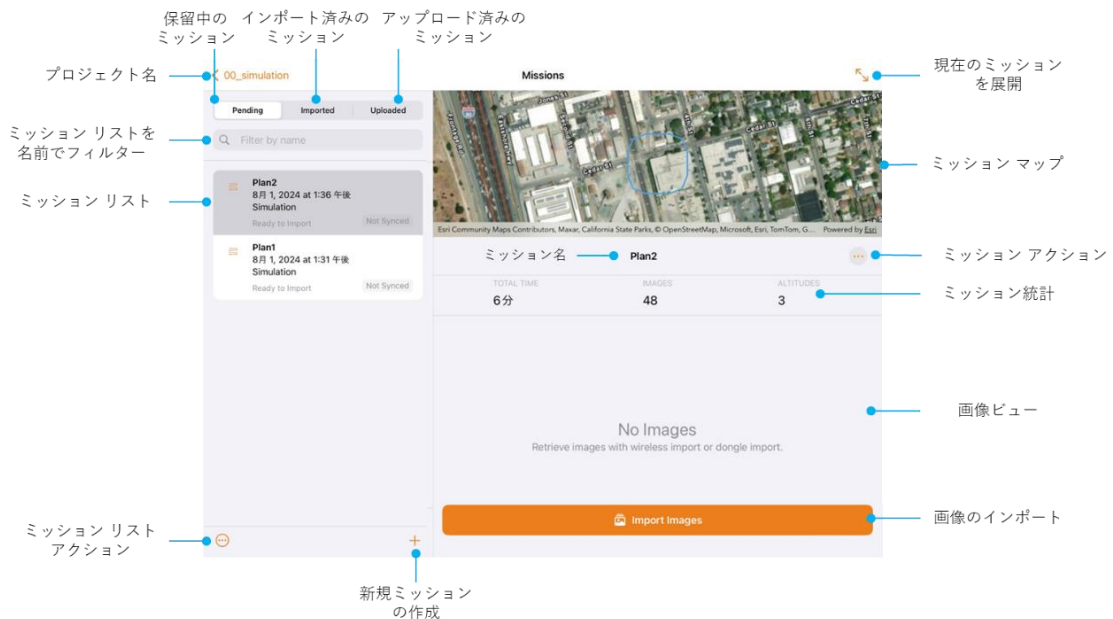 保留中の
ミッション
インポート済みの
ミッション
アップロード済みの
ミッション
プロジェクト名
00_simulation
Missions
現在のミッション
を展開
Pending
Imported
Uploaded
Filter by name
ミッション リストを
名前でフィルター
ミッション マップ
ミッション リスト
Plan2
8月 1, 2024 at 1:36 午後
Simulation
Ready to Import
Not Synced
Plan1
8月 1, 2024 at 1:31 午後
Simulation
Ready to Import
Not Synced
Jones St
Cedar St
Cedar St
Cedar St
Esri Community Maps Contributors, Maxar, California State Parks, © OpenStreetMap, Microsoft, Esri, TomTom, G...
Powered by Esri
ミッション名
Plan2
ミッション アクション
TOTAL TIME
6分
IMAGES
48
ALTITUDES
3
ミッション統計
No Images
Retrieve images with wireless import or dongle import.
画像ビュー
Import Images
画像のインポート
ミッション リスト
アクション
新規ミッション
の作成